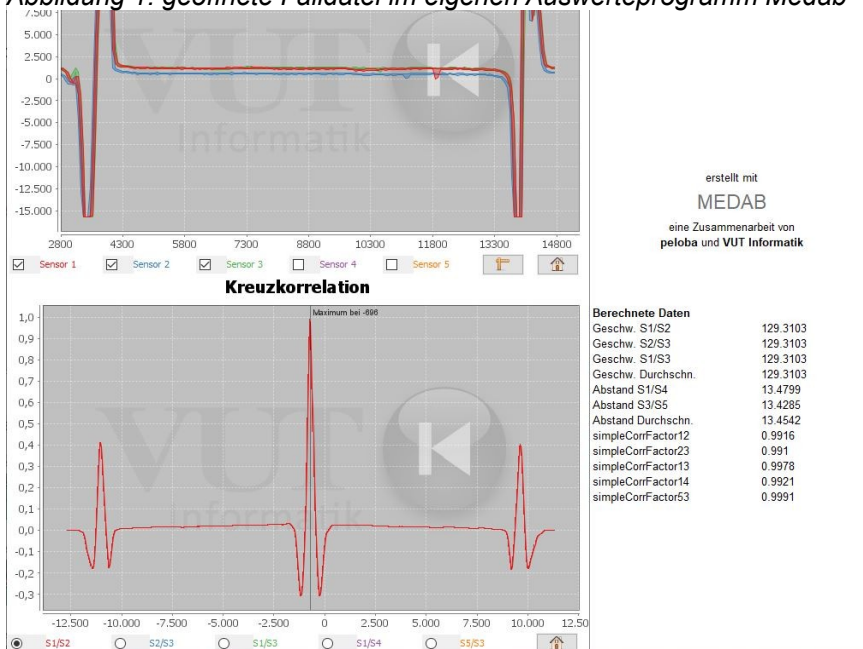 Abbildung 1: geöffnete Falldatei im eigenen Auswerteprogramm Medab
7.500
5.000
2.500
0
-2.500
-5.000
-7.500
-10.000
-12.500
-15.000
VUT
Informatik
2800 4300 5800 7300 8800 10300 11800 13300 14800
Sensor 1 Sensor 2 Sensor 3 Sensor 4 Sensor 5
erstellt mit
MEDAB
eine Zusammenarbeit von
peloba und VUT Informatik
Kreuzkorrelation
Maximum bei -696
1,0
0,9
0,8
0,7
0,6
0,5
0,4
0,3
0,2
0,1
0,0
-0,1
-0,2
-0,3
VUT
Informatik
-12.500 -10.000 -7.500 -5.000 -2.500 0 2.500 5.000 7.500 10.000 12.50
S1/S2 S2/S3 S1/S3 S1/S4 S5/S3
Berechnete Daten
Geschw. S1/S2 129.3103
Geschw. S2/S3 129.3103
Geschw. S1/S3 129.3103
Geschw. Durchschn. 129.3103
Abstand S1/S4 13.4799
Abstand S3/S5 13.4285
Abstand Durchschn. 13.4542
simpleCorrFactor12 0.9916
simpleCorrFactor23 0.991
simpleCorrFactor13 0.9978
simpleCorrFactor14 0.9921
simpleCorrFactor53 0.9991